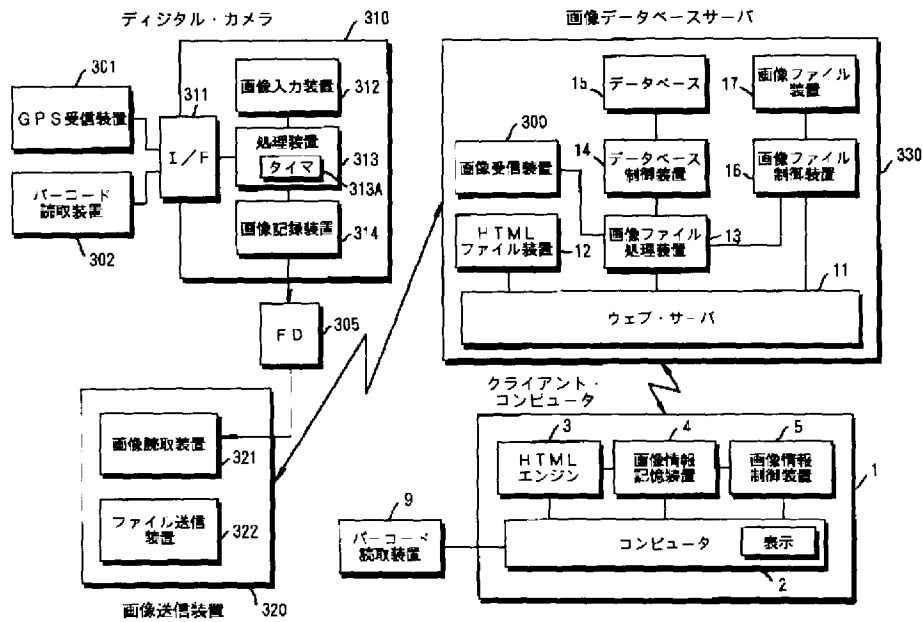 ディジタル・カメラ
310
301
GPS受信装置
311
I/F
バーコード
読取装置
302
画像入力装置
312
処理装置
タイマ
313
313A
画像記録装置
314
FD
305
画像読取装置
321
ファイル送信
装置
322
画像送信装置
320
画像データベースサーバ
330
15
データベース
17
画像ファイル
装置
300
画像受信装置
14
データベース
制御装置
16
画像ファイル
制御装置
HTML
ファイル装置
12
画像ファイル
処理装置
13
11
ウェブ・サーバ
クライアント・
コンピュータ
3
HTML
エンジン
4
画像情報
記憶装置
5
画像情報
制御装置
1
9
バーコード
読取装置
コンピュータ
表示
2